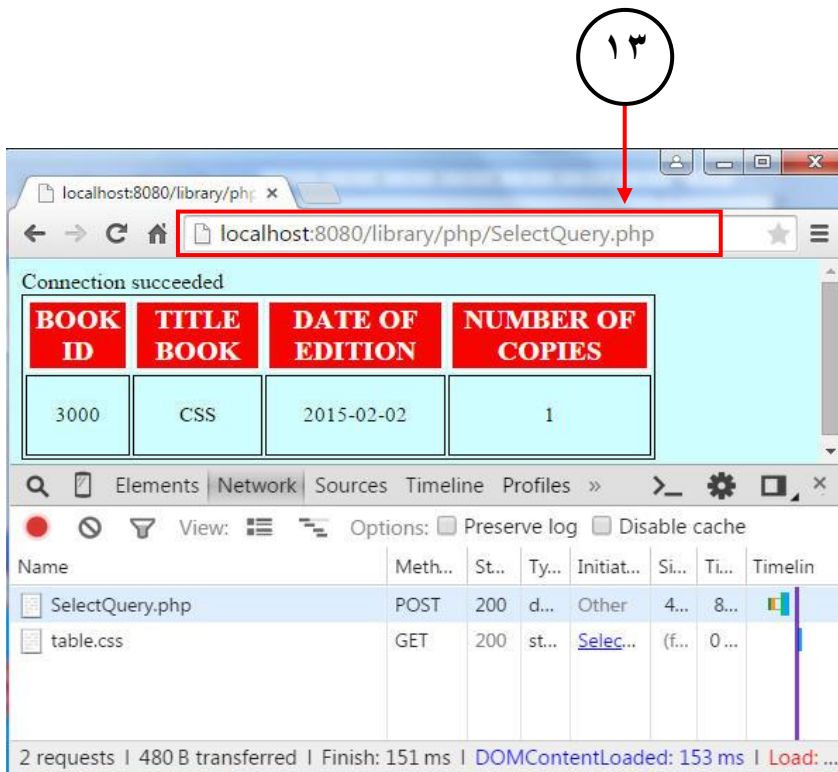 ۱۳
localhost:8080/library/php ×
localhost:8080/library/php/SelectQuery.php
Connection succeeded
BOOK ID TITLE BOOK DATE OF EDITION NUMBER OF COPIES
3000 CSS 2015-02-02 1
Elements Network Sources Timeline Profiles »
View: Options: Preserve log Disable cache
Name Meth... St... Ty... Initiat... Si... Ti... Timelin
SelectQuery.php POST 200 d... Other 4... 8...
table.css GET 200 st... Selec... (f... 0 ...
2 requests | 480 B transferred | Finish: 151 ms | DOMContentLoaded: 153 ms | Load: ...